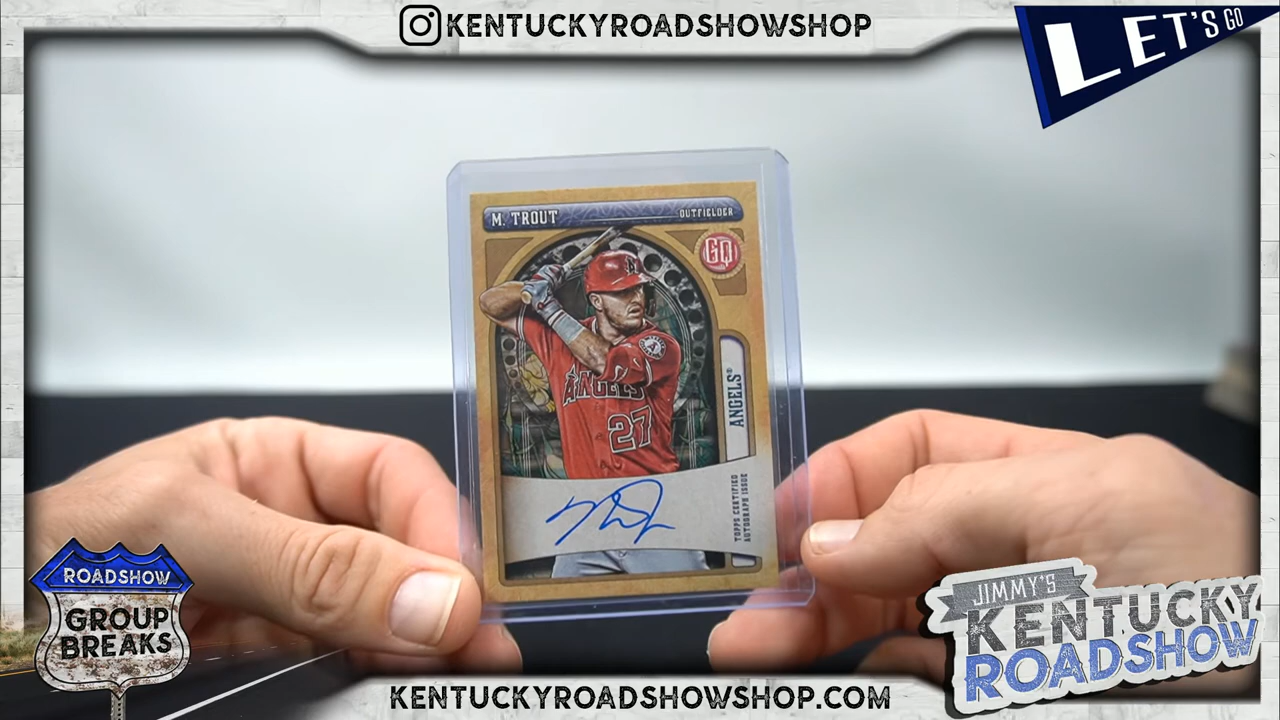 KENTUCKYROADSHOWSHOP
LET'S GO
M. TROUT
OUTFIELDER
GQ
ANGELS
27
ANGELS®
TOPPS CERTIFIED
AUTOGRAPH ISSUE
ROADSHOW
GROUP
BREAKS
JIMMY'S
KENTUCKY
ROADSHOW
KENTUCKYROADSHOWSHOP.COM